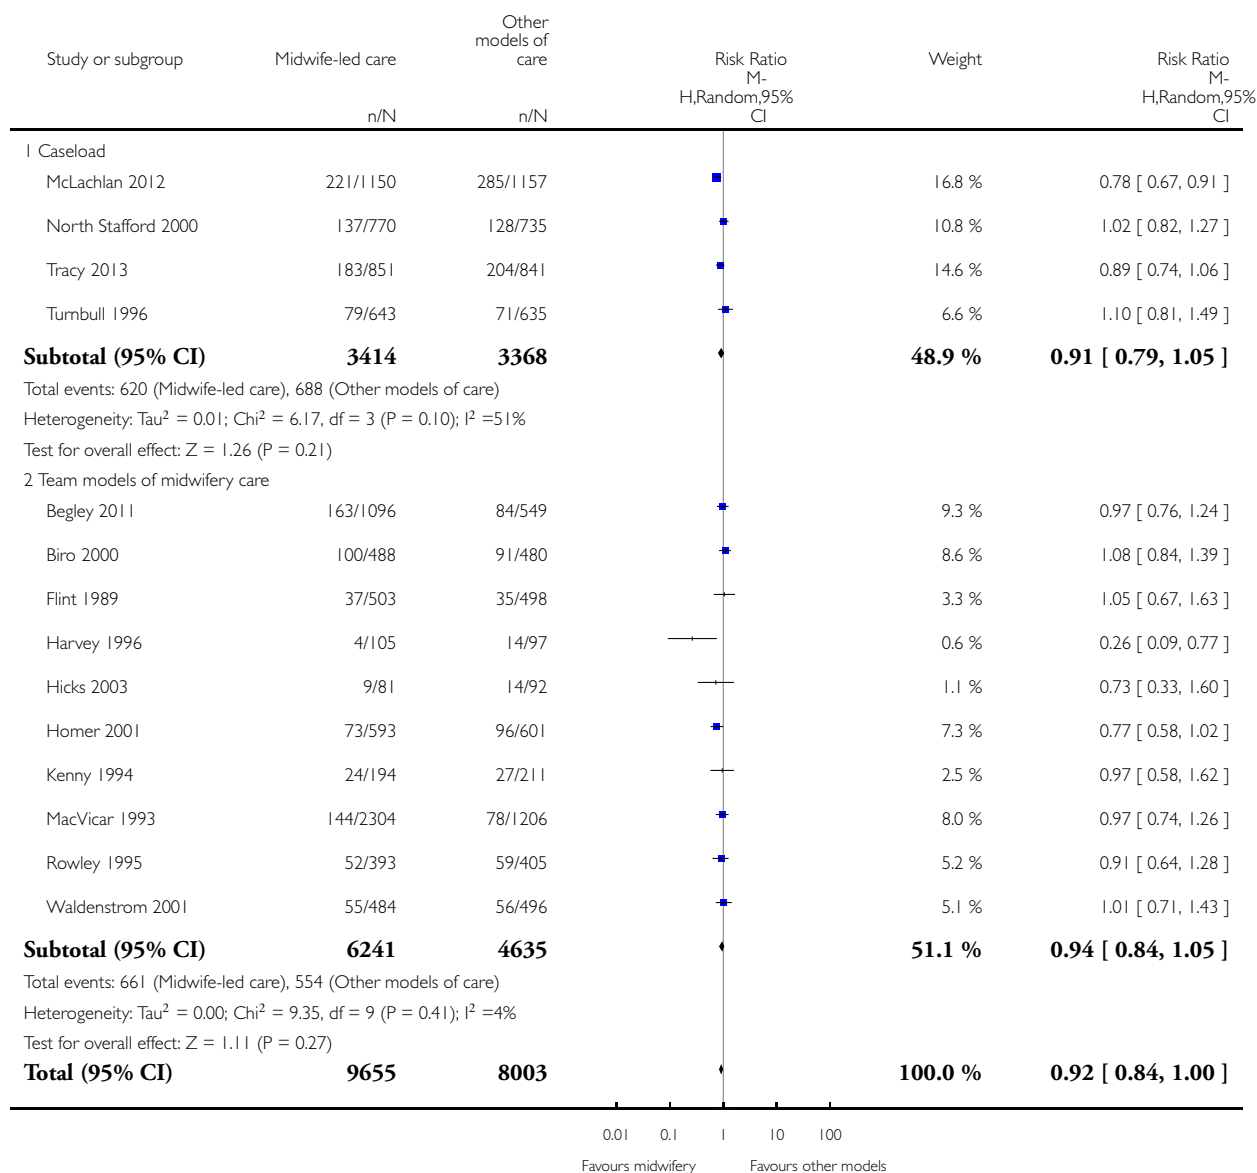 Study or subgroup Midwife-led care Other models of care Risk Ratio Weight Risk Ratio
n/N n/N M-H,Random,95% CI M-H,Random,95% CI
1 Caseload
McLachlan 2012 221/1150 285/1157 16.8 % 0.78 [ 0.67, 0.91 ]
North Stafford 2000 137/770 128/735 10.8 % 1.02 [ 0.82, 1.27 ]
Tracy 2013 183/851 204/841 14.6 % 0.89 [ 0.74, 1.06 ]
Turnbull 1996 79/643 71/635 6.6 % 1.10 [ 0.81, 1.49 ]
Subtotal (95% CI) 3414 3368 48.9 % 0.91 [ 0.79, 1.05 ]
Total events: 620 (Midwife-led care), 688 (Other models of care)
Heterogeneity: Tau² = 0.01; Chi² = 6.17, df = 3 (P = 0.10); I² =51%
Test for overall effect: Z = 1.26 (P = 0.21)
2 Team models of midwifery care
Begley 2011 163/1096 84/549 9.3 % 0.97 [ 0.76, 1.24 ]
Biro 2000 100/488 91/480 8.6 % 1.08 [ 0.84, 1.39 ]
Flint 1989 37/503 35/498 3.3 % 1.05 [ 0.67, 1.63 ]
Harvey 1996 4/105 14/97 0.6 % 0.26 [ 0.09, 0.77 ]
Hicks 2003 9/81 14/92 1.1 % 0.73 [ 0.33, 1.60 ]
Homer 2001 73/593 96/601 7.3 % 0.77 [ 0.58, 1.02 ]
Kenny 1994 24/194 27/211 2.5 % 0.97 [ 0.58, 1.62 ]
MacVicar 1993 144/2304 78/1206 8.0 % 0.97 [ 0.74, 1.26 ]
Rowley 1995 52/393 59/405 5.2 % 0.91 [ 0.64, 1.28 ]
Waldenstrom 2001 55/484 56/496 5.1 % 1.01 [ 0.71, 1.43 ]
Subtotal (95% CI) 6241 4635 51.1 % 0.94 [ 0.84, 1.05 ]
Total events: 661 (Midwife-led care), 554 (Other models of care)
Heterogeneity: Tau² = 0.00; Chi² = 9.35, df = 9 (P = 0.41); I² =4%
Test for overall effect: Z = 1.11 (P = 0.27)
Total (95% CI) 9655 8003 100.0 % 0.92 [ 0.84, 1.00 ]
0.01 0.1 1 10 100
Favours midwifery Favours other models